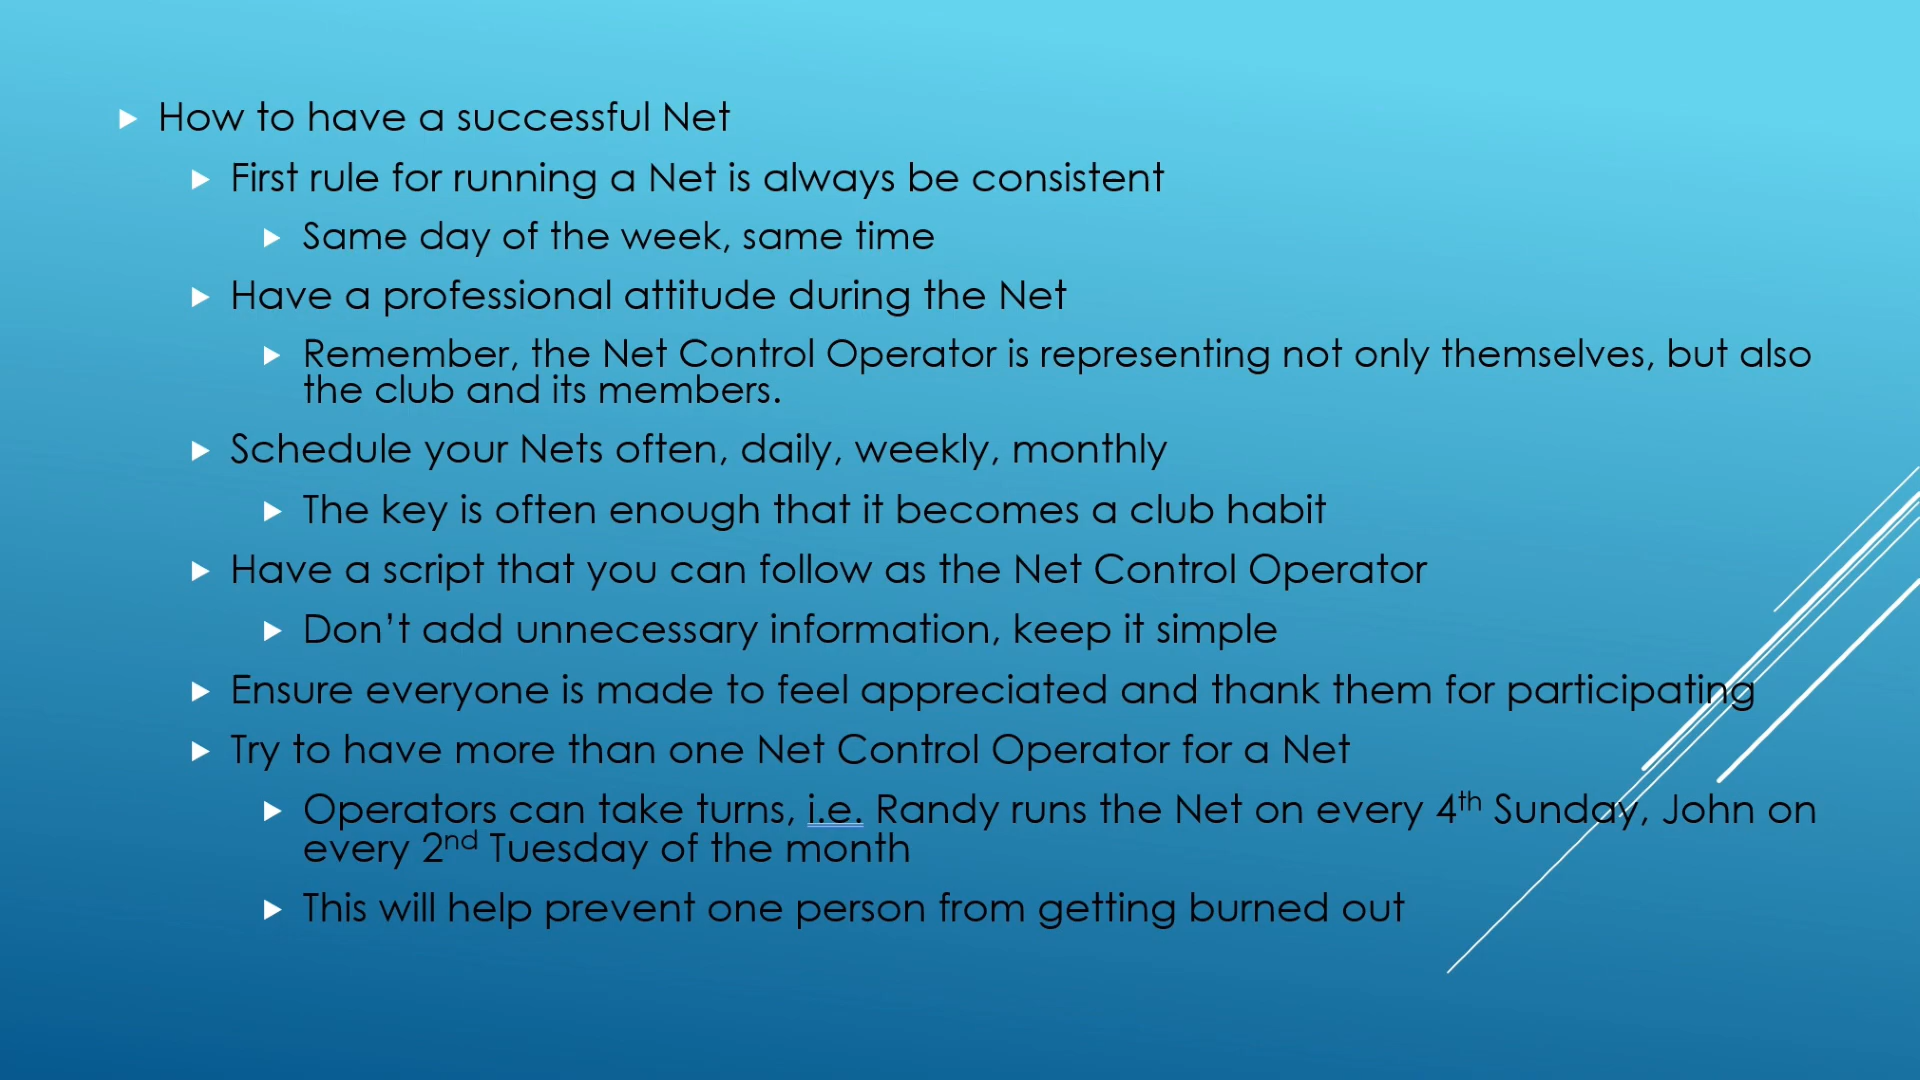 How to have a successful Net
First rule for running a Net is always be consistent
Same day of the week, same time
Have a professional attitude during the Net
Remember, the Net Control Operator is representing not only themselves, but also
the club and its members.
Schedule your Nets often, daily, weekly, monthly
The key is often enough that it becomes a club habit
Have a script that you can follow as the Net Control Operator
Don’t add unnecessary information, keep it simple
Ensure everyone is made to feel appreciated and thank them for participating
Try to have more than one Net Control Operator for a Net
Operators can take turns, i.e. Randy runs the Net on every 4th Sunday, John on
every 2nd Tuesday of the month
This will help prevent one person from getting burned out